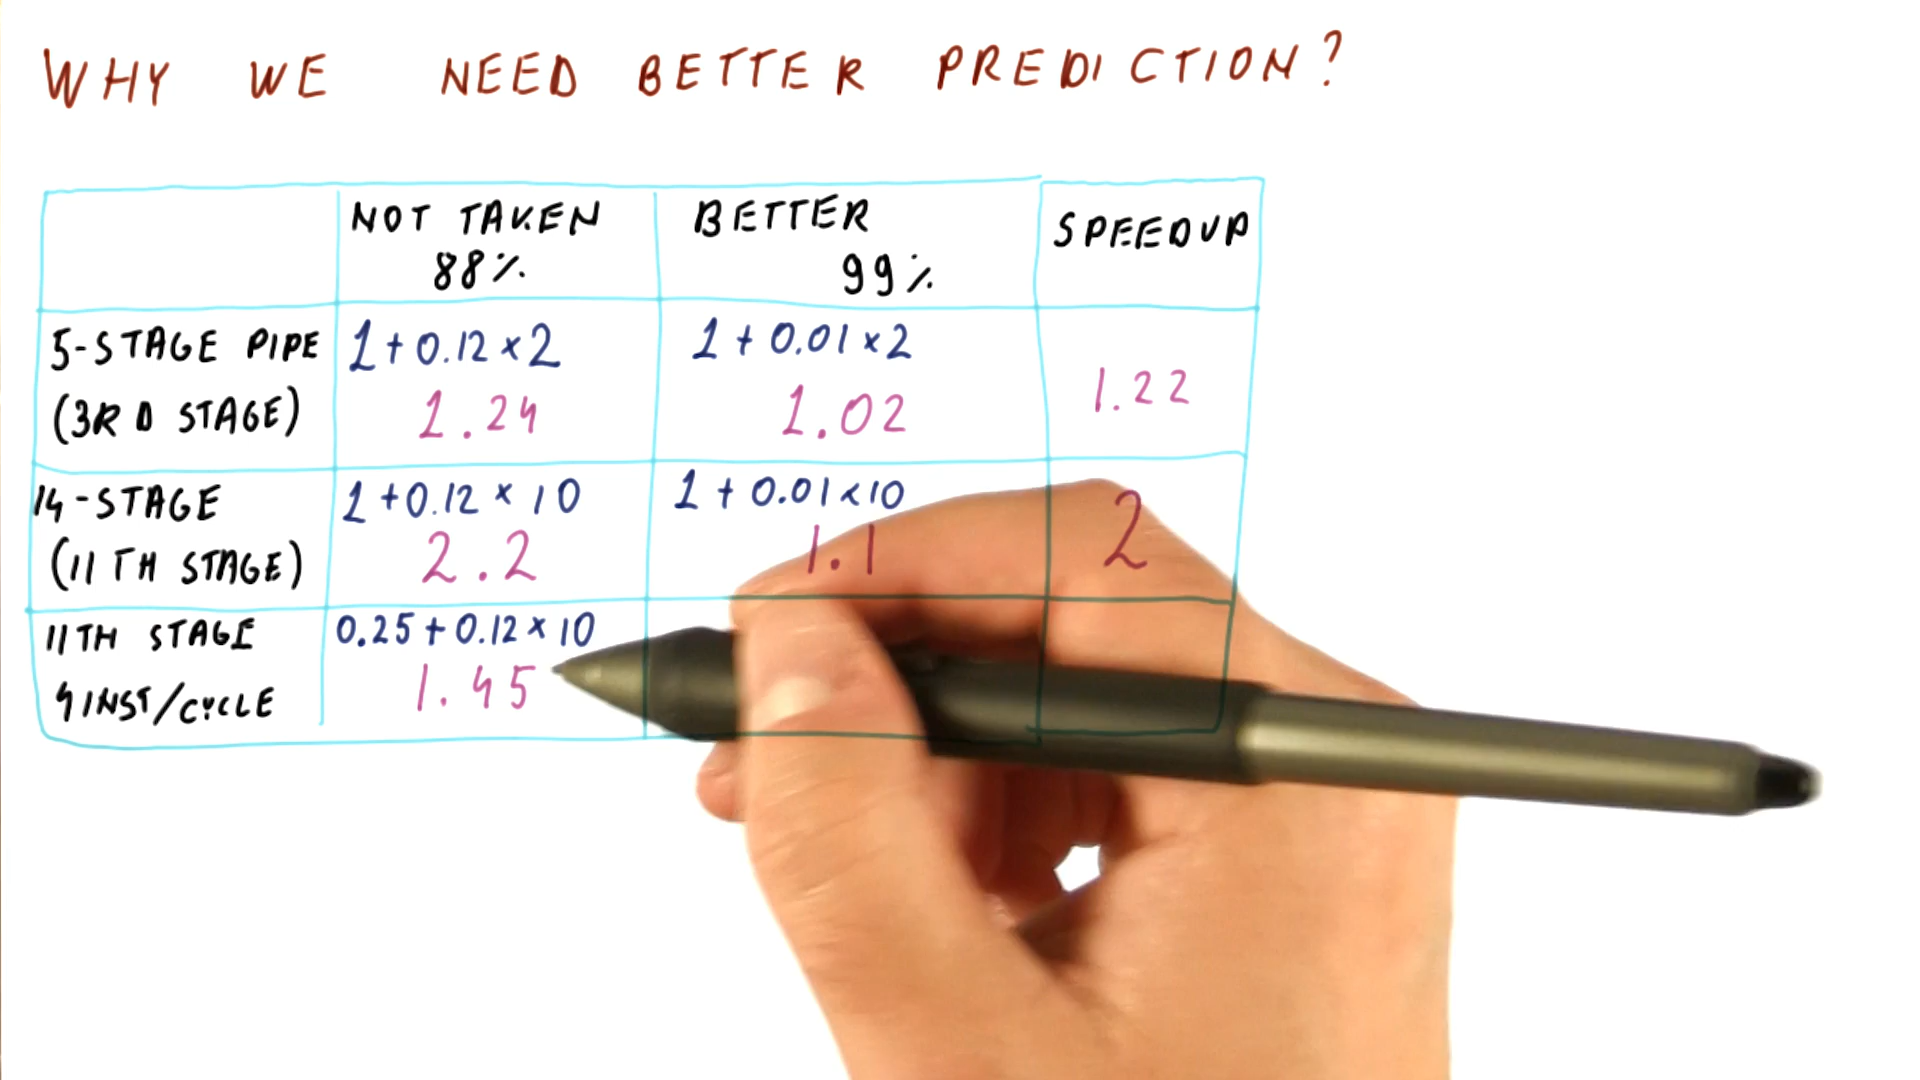 WHY WE NEED BETTER PREDICTION?
NOT TAKEN
88%
BETTER
99%
SPEEDUP
5-STAGE PIPE
(3RD STAGE)
1+0.12×2
1.24
1 + 0.01×2
1.02
1.22
14-STAGE
(11TH STAGE)
1+0.12×10
2.2
1 + 0.01×10
1.1
2
11TH STAGE
4INST/CYCLE
0.25+0.12×10
1.45